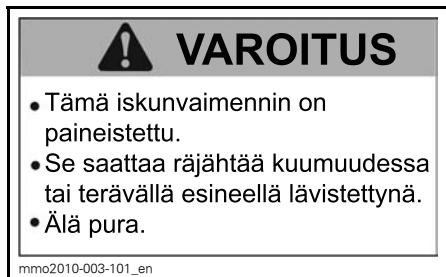 VAROITUS
• Tämä iskunvaimennin on
paineistettu.
• Se saattaa räjähtää kuumuudessa
tai terävällä esineellä lävistettynä.
• Älä pura.
mmo2010-003-101_en